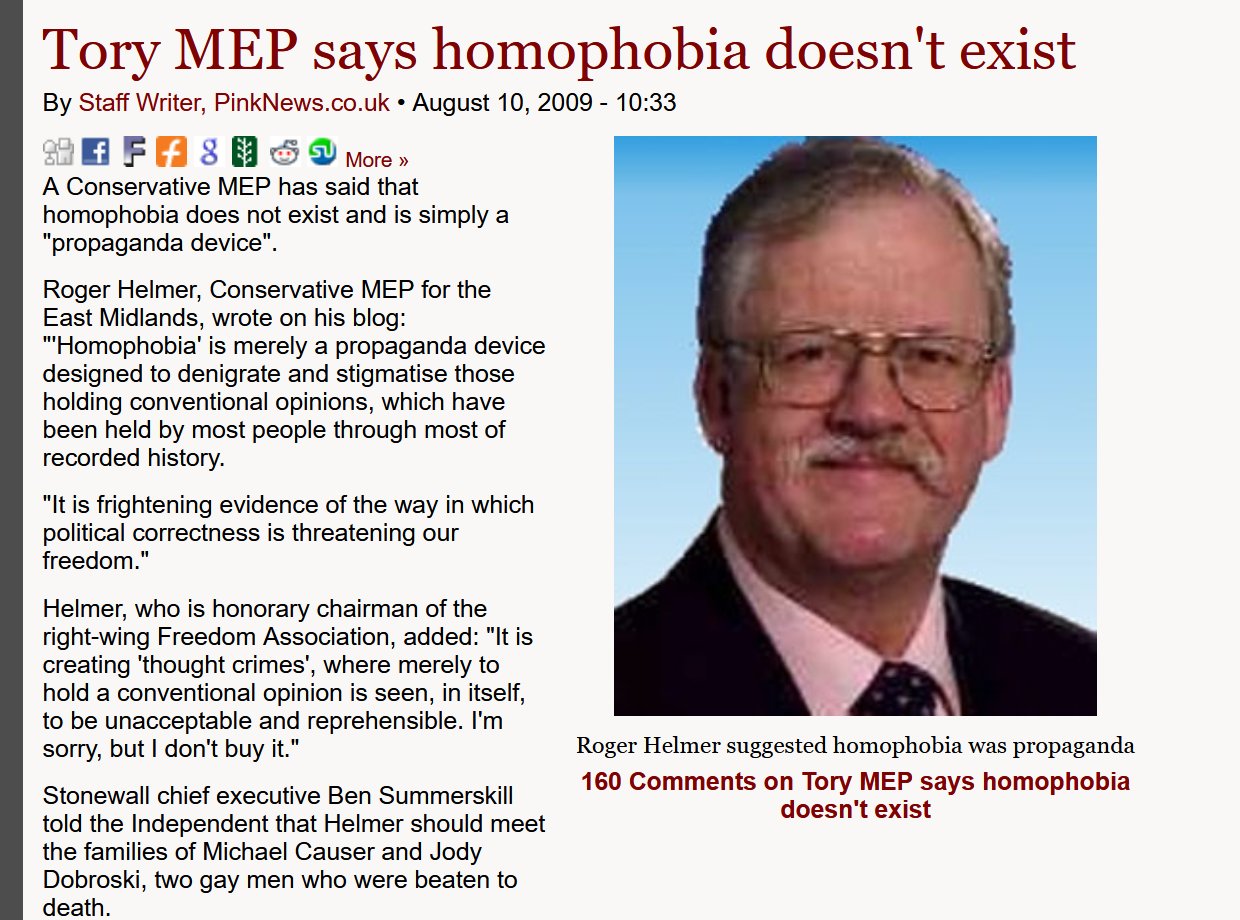 Tory MEP says homophobia doesn't exist
By Staff Writer, PinkNews.co.uk • August 10, 2009 - 10:33
More »
A Conservative MEP has said that
homophobia does not exist and is simply a
"propaganda device".
Roger Helmer, Conservative MEP for the
East Midlands, wrote on his blog:
"'Homophobia' is merely a propaganda device
designed to denigrate and stigmatise those
holding conventional opinions, which have
been held by most people through most of
recorded history.
"It is frightening evidence of the way in which
political correctness is threatening our
freedom."
Helmer, who is honorary chairman of the
right-wing Freedom Association, added: "It is
creating 'thought crimes', where merely to
hold a conventional opinion is seen, in itself,
to be unacceptable and reprehensible. I'm
sorry, but I don't buy it."
Stonewall chief executive Ben Summerskill
told the Independent that Helmer should meet
the families of Michael Causer and Jody
Dobroski, two gay men who were beaten to
death.
Roger Helmer suggested homophobia was propaganda
160 Comments on Tory MEP says homophobia
doesn't exist